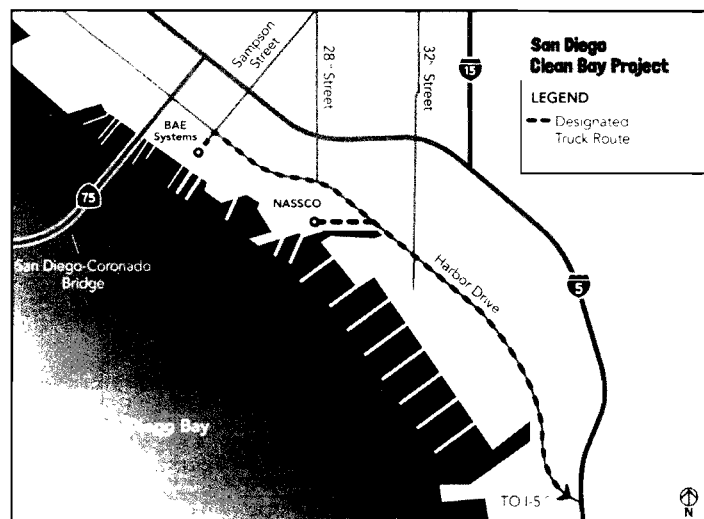 San Diego
Clean Bay Project
LEGEND
Designated
Truck Route
Sampson
Street
28th Street
32nd Street
15
BAE
Systems
NASSCO
75
San Diego-Coronado
Bridge
Harbor Drive
5
Bay
TO I-5
N